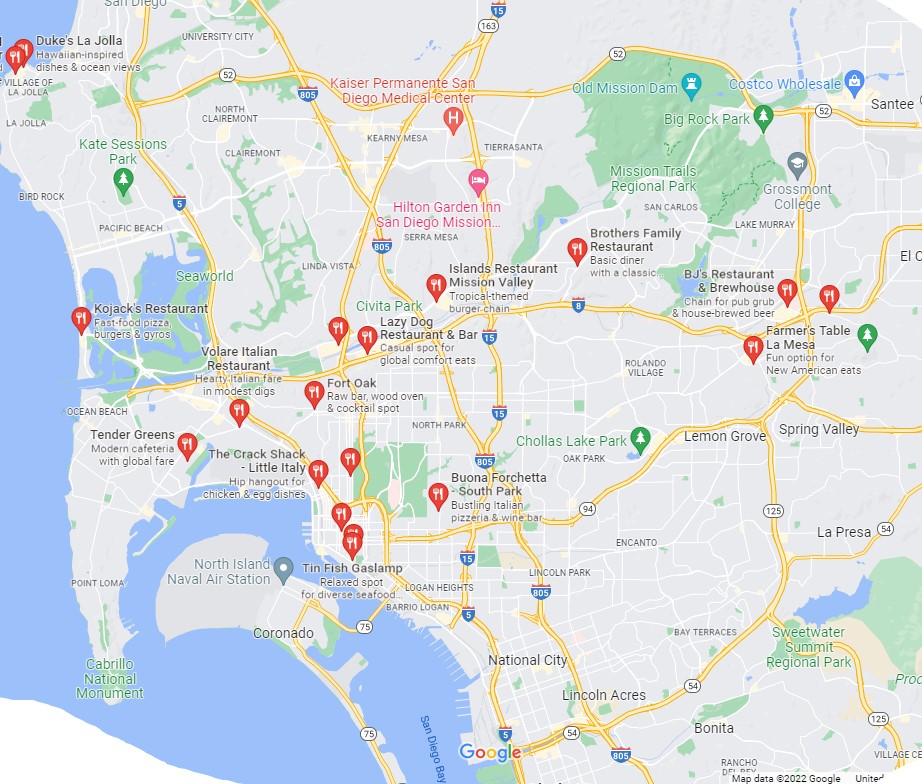 San Diego
15
163
UNIVERSITY CITY
Duke's La Jolla
Hawaiian-inspired
dishes & ocean views
VILLAGE OF
LA JOLLA
52
52
805
Kaiser Permanente San
Diego Medical Center
H
Old Mission Dam
Costco Wholesale
Santee
52
Big Rock Park
NORTH
CLAIREMONT
LA JOLLA
KEARNY MESA
Kate Sessions
Park
CLAIREMONT
TIERRASANTA
Mission Trails
Regional Park
Grossmont
College
BIRD ROCK
5
Hilton Garden Inn
San Diego Mission...
SAN CARLOS
PACIFIC BEACH
SERRA MESA
805
Brothers Family
Restaurant
Basic diner
with a classic...
LAKE MURRAY
El C
LINDA VISTA
Seaworld
Islands Restaurant
Mission Valley
Tropical-themed
burger chain
BJ's Restaurant
& Brewhouse
Chain for pub grub
& house-brewed beer
Civita Park
8
Kojack's Restaurant
Fast-food pizza,
burgers & gyros
Lazy Dog
Restaurant & Bar
Casual spot for
global comfort eats
15
Farmer's Table
La Mesa
Fun option for
New American eats
Volare Italian
Restaurant
Hearty Italian fare
in modest digs
ROLANDO
VILLAGE
Fort Oak
Raw bar, wood oven
& cocktail spot
OCEAN BEACH
15
NORTH PARK
Tender Greens
Modern cafeteria
with global fare
Chollas Lake Park
Lemon Grove
Spring Valley
The Crack Shack
- Little Italy
Hip hangout for
chicken & egg dishes
805
OAK PARK
Buona Forchetta
- South Park
Bustling Italian
pizzeria & wine bar
94
125
La Presa
54
ENCANTO
North Island
Naval Air Station
Tin Fish Gaslamp
Relaxed spot
for diverse seafood...
15
LINCOLN PARK
POINT LOMA
LOGAN HEIGHTS
805
BARRIO LOGAN
5
Coronado
75
BAY TERRACES
Sweetwater
Summit
Regional Park
Cabrillo
National
Monument
National City
54
Lincoln Acres
Proc
125
Bonita
75
San Diego Bay
5
54
805
Google
RANCHO
DEL REY
VILLAGE CE
Map data ©2022 Google
United